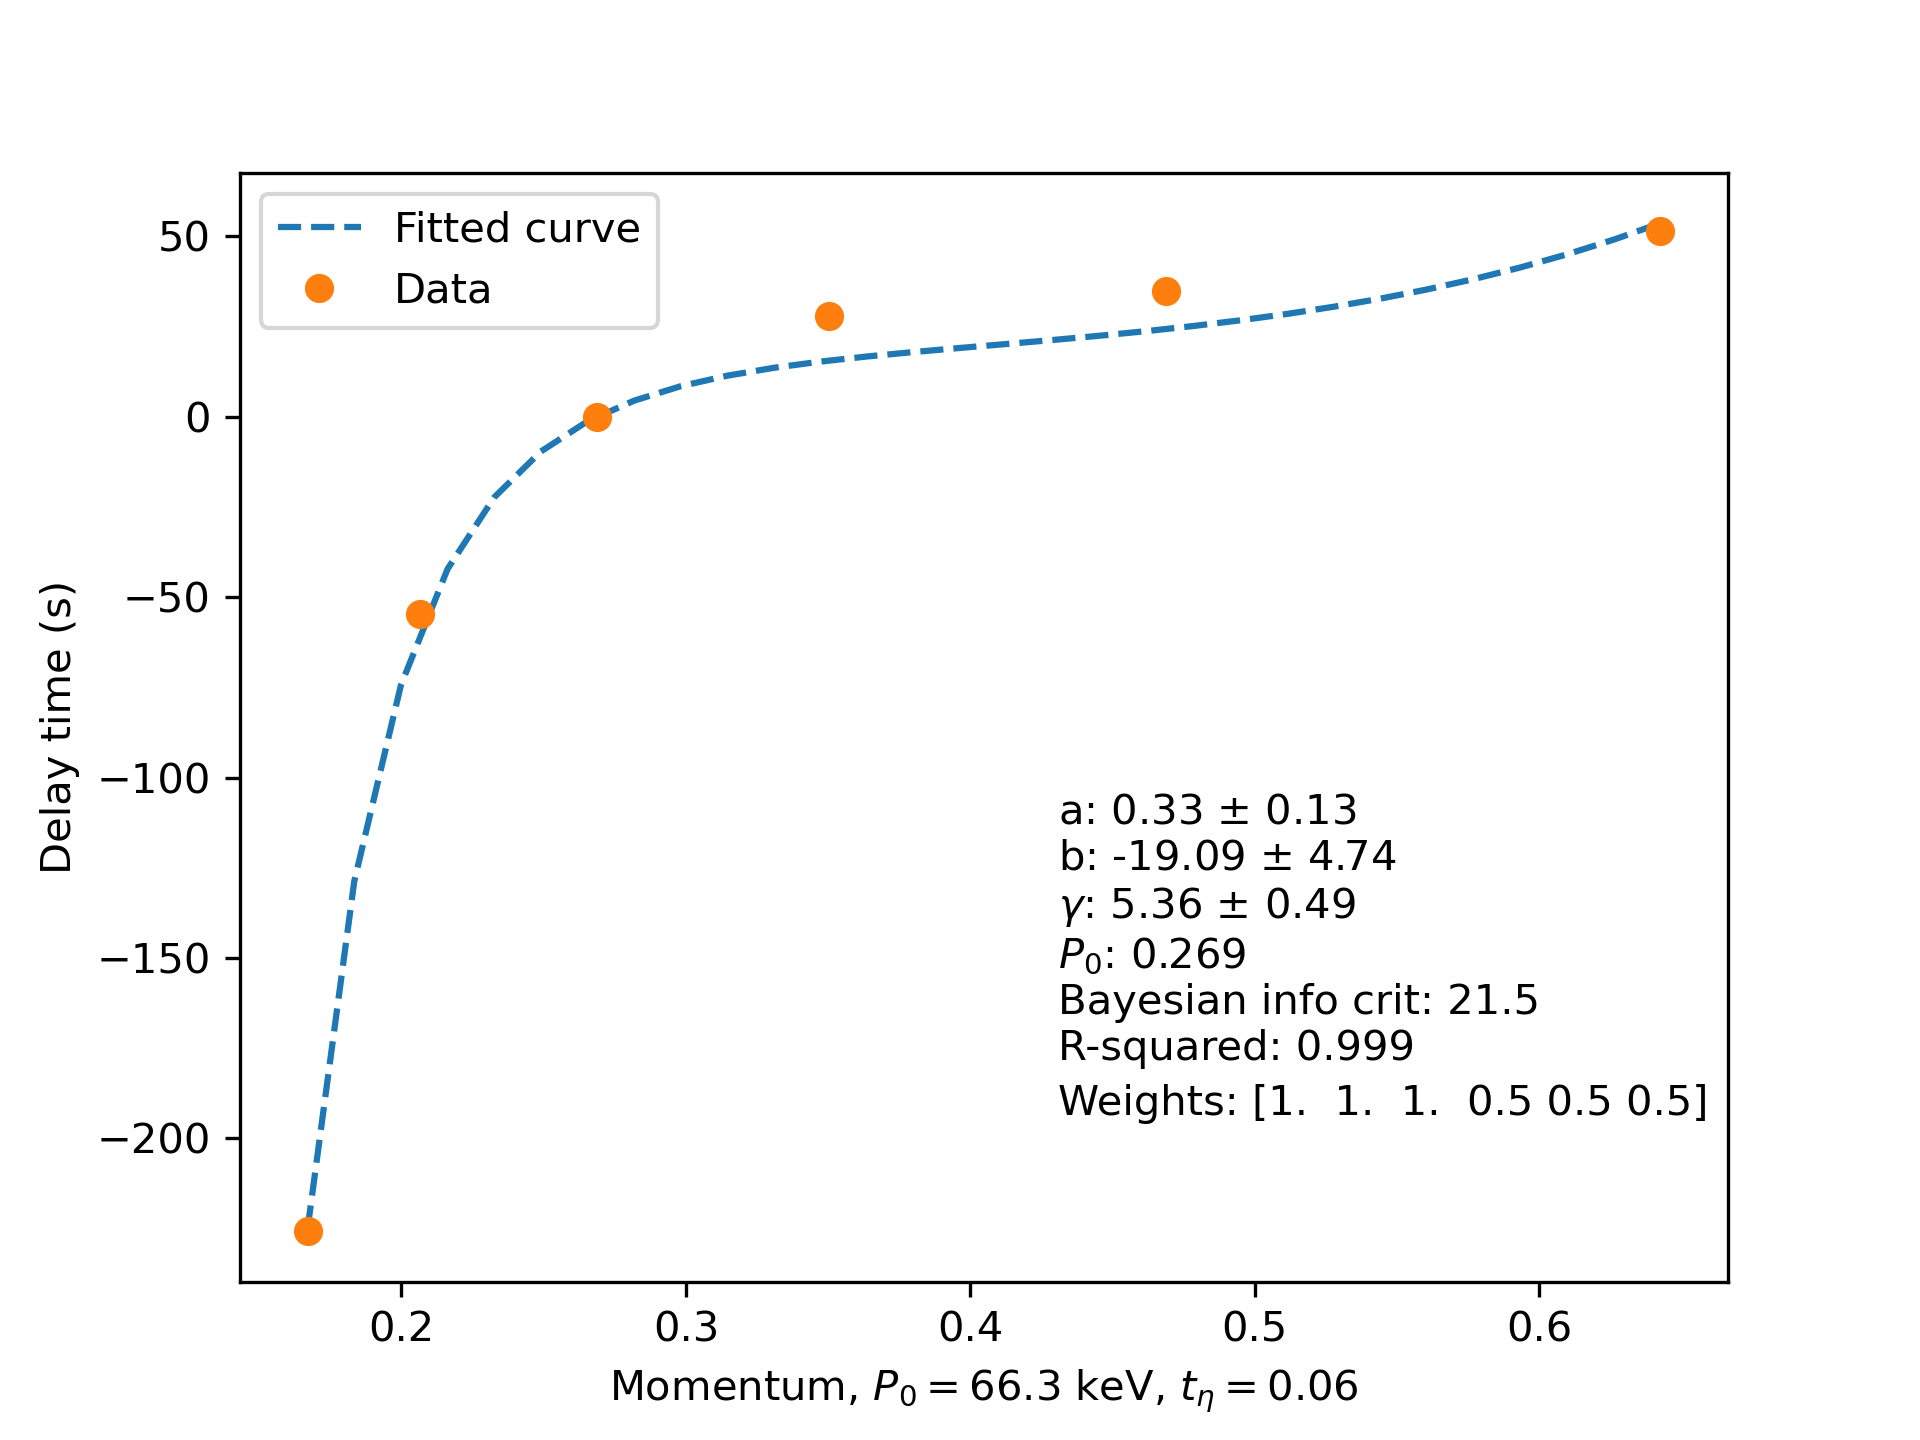 Fitted curve
Data
50
0
−50
−100
−150
−200
Delay time (s)
a: 0.33 ± 0.13
b: -19.09 ± 4.74
γ: 5.36 ± 0.49
P₀: 0.269
Bayesian info crit: 21.5
R-squared: 0.999
Weights: [1.  1.  1.  0.5 0.5 0.5]
0.2 0.3 0.4 0.5 0.6
Momentum, P₀ = 66.3 keV, tη = 0.06